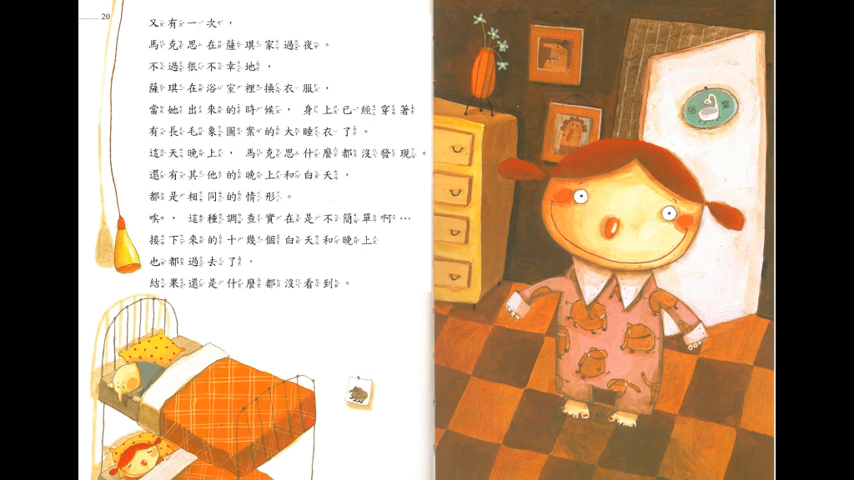 20
又有一次，
馬克思在薩琪家過夜。
不過很不幸地，
薩琪在浴室裡換衣服，
當她出來的時候，身上已經穿著
有長毛象圖案的大睡衣了。
這天晚上，馬克思什麼都沒發現。
還有其他的晚上和白天，
都是相同的情形。
唉，這種調查實在是不簡單啊…
接下來的十幾個白天和晚上
也都過去了，
結果還是什麼都沒看到。
浴室